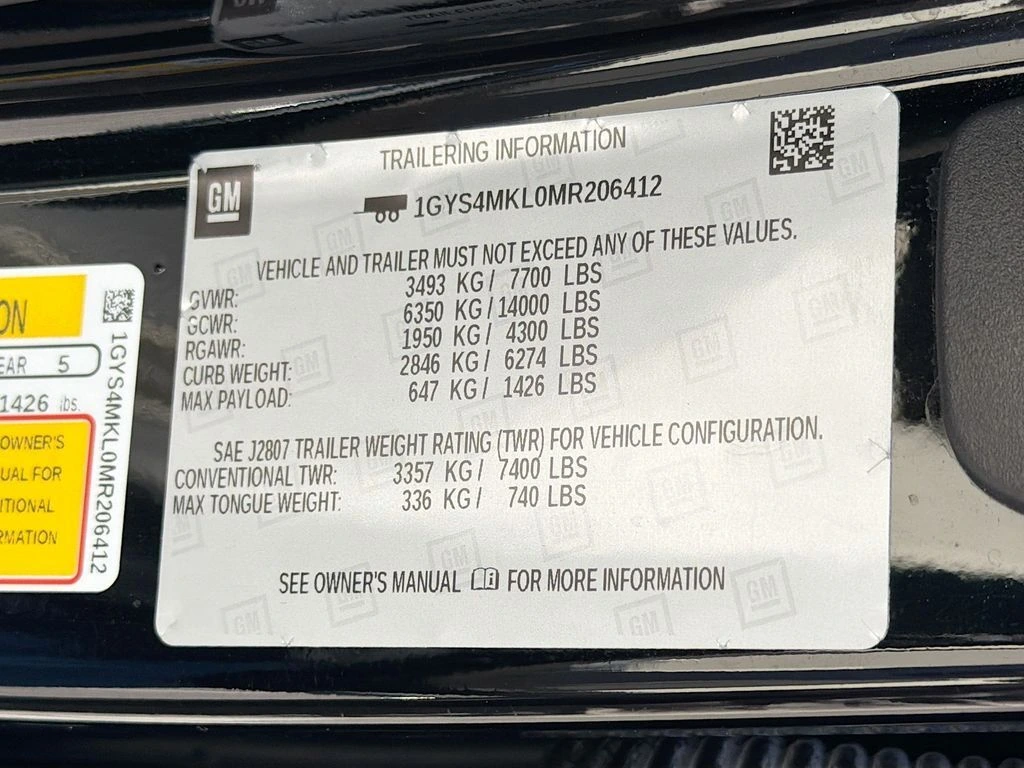 TRAILERING INFORMATION
GM
1GYS4MKL0MR206412
VEHICLE AND TRAILER MUST NOT EXCEED ANY OF THESE VALUES.
GVWR: 3493 KG/ 7700 LBS
GCWR: 6350 KG/14000 LBS
RGAWR: 1950 KG/ 4300 LBS
CURB WEIGHT: 2846 KG/ 6274 LBS
MAX PAYLOAD: 647 KG/ 1426 LBS
SAE J2807 TRAILER WEIGHT RATING (TWR) FOR VEHICLE CONFIGURATION.
CONVENTIONAL TWR: 3357 KG/ 7400 LBS
MAX TONGUE WEIGHT: 336 KG/ 740 LBS
SEE OWNER'S MANUAL FOR MORE INFORMATION
ON
EAR 5
1426 lbs.
OWNER'S
UAL FOR
ITIONAL
RMATION
1GYS4MKL0MR206412